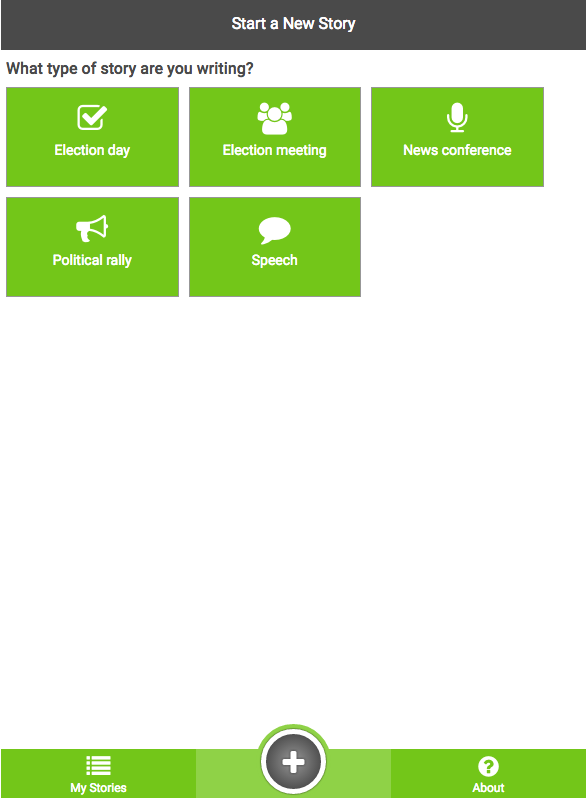 Start a New Story
What type of story are you writing?
Election day
Election meeting
News conference
Political rally
Speech
My Stories
About